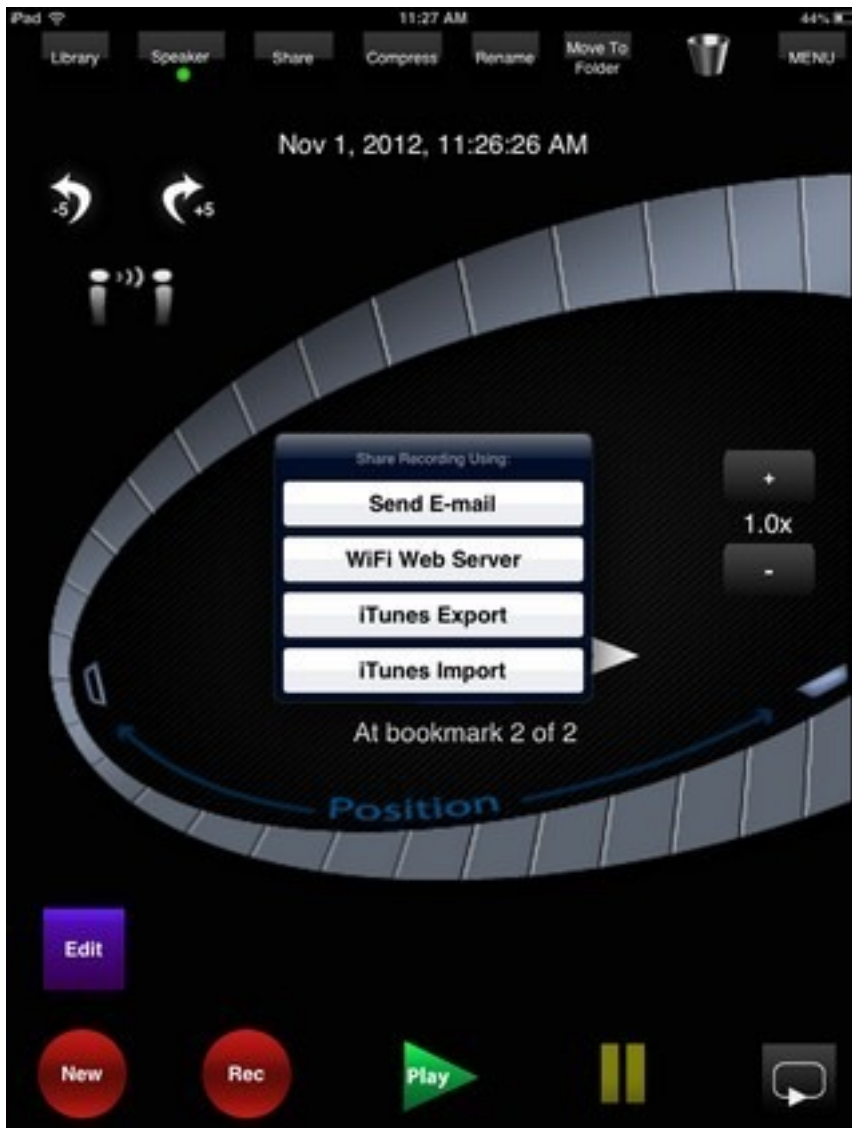 iPad 11:27 AM 44%
Library Speaker Share Compress Rename Move To Folder MENU
Nov 1, 2012, 11:26:26 AM
-5 +5
Share Recording Using:
Send E-mail
+
1.0x
WiFi Web Server
-
iTunes Export
iTunes Import
At bookmark 2 of 2
Position
Edit
New Rec Play